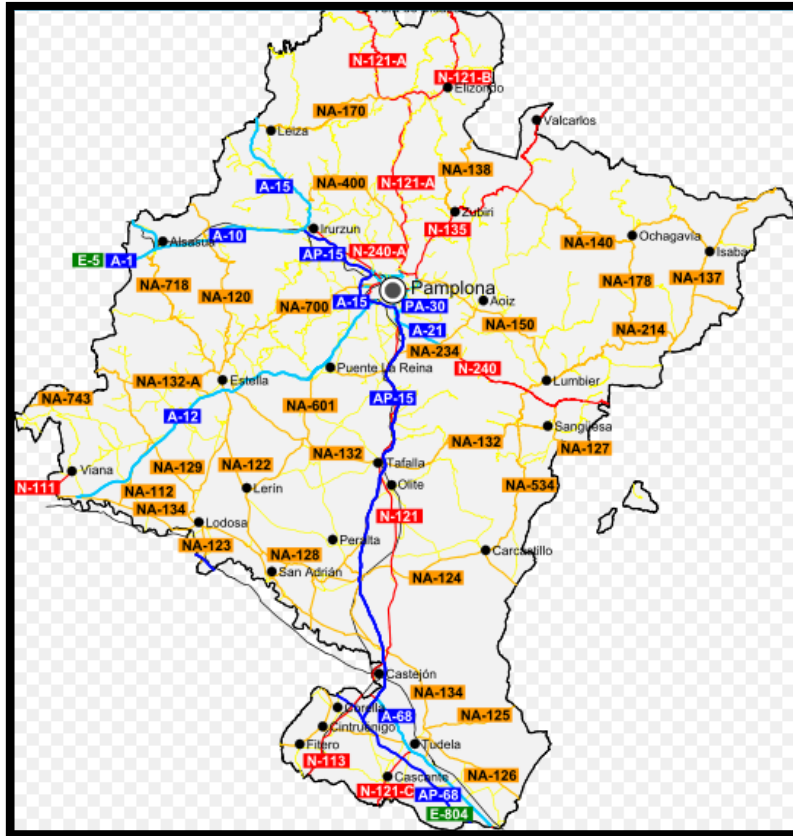 N-121-A
N-121-B
Elizondo
NA-170
Valcarlos
Leiza
NA-138
A-15
NA-400
N-121-A
Zubiri
N-135
Irurzun
A-10
Alsasua
NA-140
Ochagavia
N-240-A
Isaba
E-5
A-1
AP-15
NA-718
NA-178
NA-137
Pamplona
NA-120
NA-700
A-15
PA-30
Aoiz
NA-150
A-21
NA-214
NA-234
Puente La Reina
N-240
NA-132-A
Estella
Lumbier
NA-743
AP-15
NA-601
A-12
Sangüesa
NA-132
NA-127
NA-132
Tafalla
NA-129
NA-122
Viana
N-111
Lerín
Olite
NA-534
NA-112
NA-134
N-121
Lodosa
Peralta
NA-123
NA-128
Carcastillo
San Adrián
NA-124
Castejón
NA-134
Corella
A-68
NA-125
Cintruenigo
Fitero
Tudela
N-113
Cascante
NA-126
N-121-C
AP-68
E-804